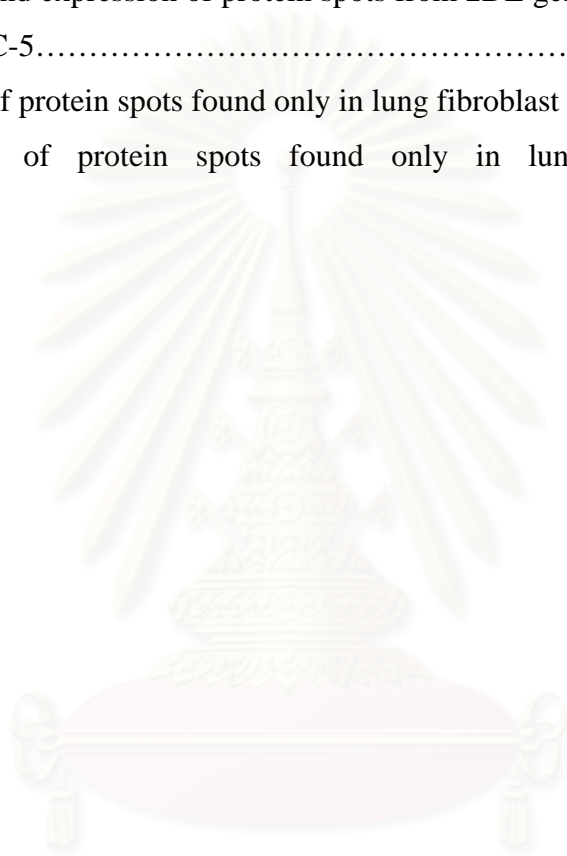 and expression of protein spots from 2DE gel
C-5……………………………………………
f protein spots found only in lung fibroblast
of protein spots found only in lun